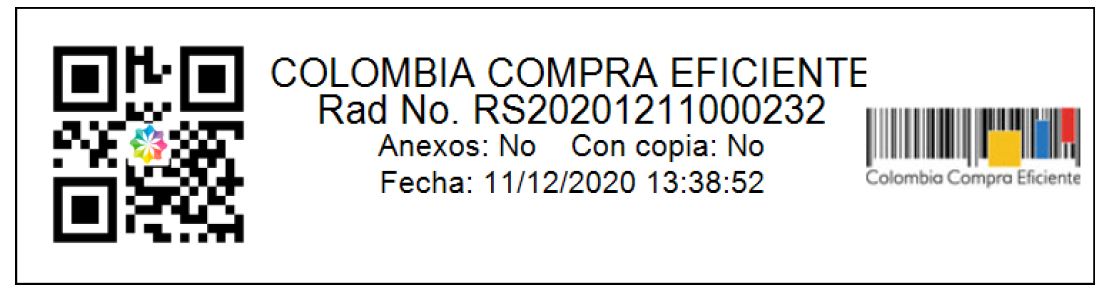 COLOMBIA COMPRA EFICIENTE
Rad No. RS20201211000232
Anexos: No Con copia: No
Fecha: 11/12/2020 13:38:52
Colombia Compra Eficiente